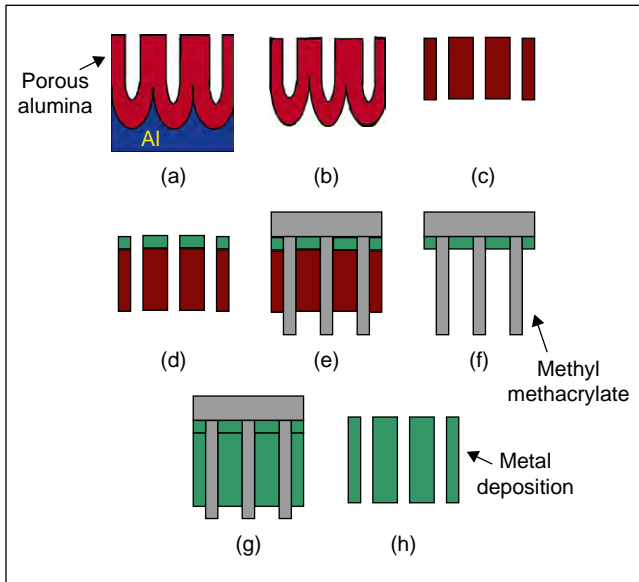 Porous
alumina
Al
(a)
(b)
(c)
(d)
(e)
(f)
Methyl
methacrylate
Metal
deposition
(g)
(h)